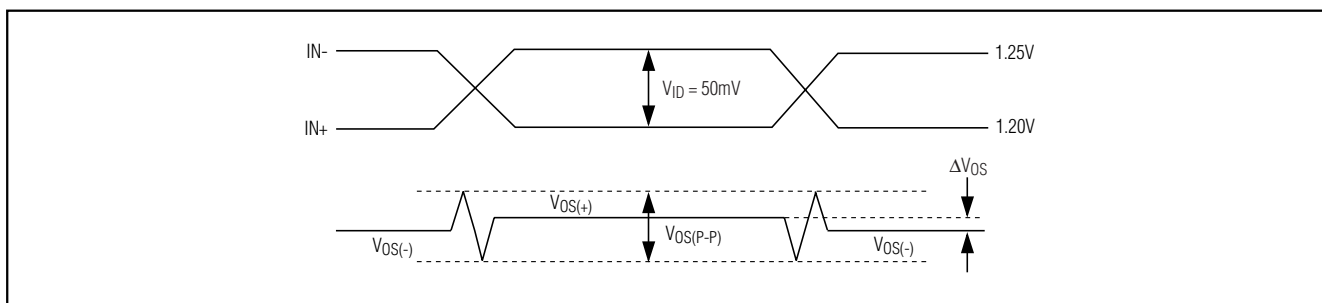 IN-
1.25V
VID = 50mV
IN+
1.20V
ΔVOS
VOS(+)
VOS(-)
VOS(P-P)
VOS(-)